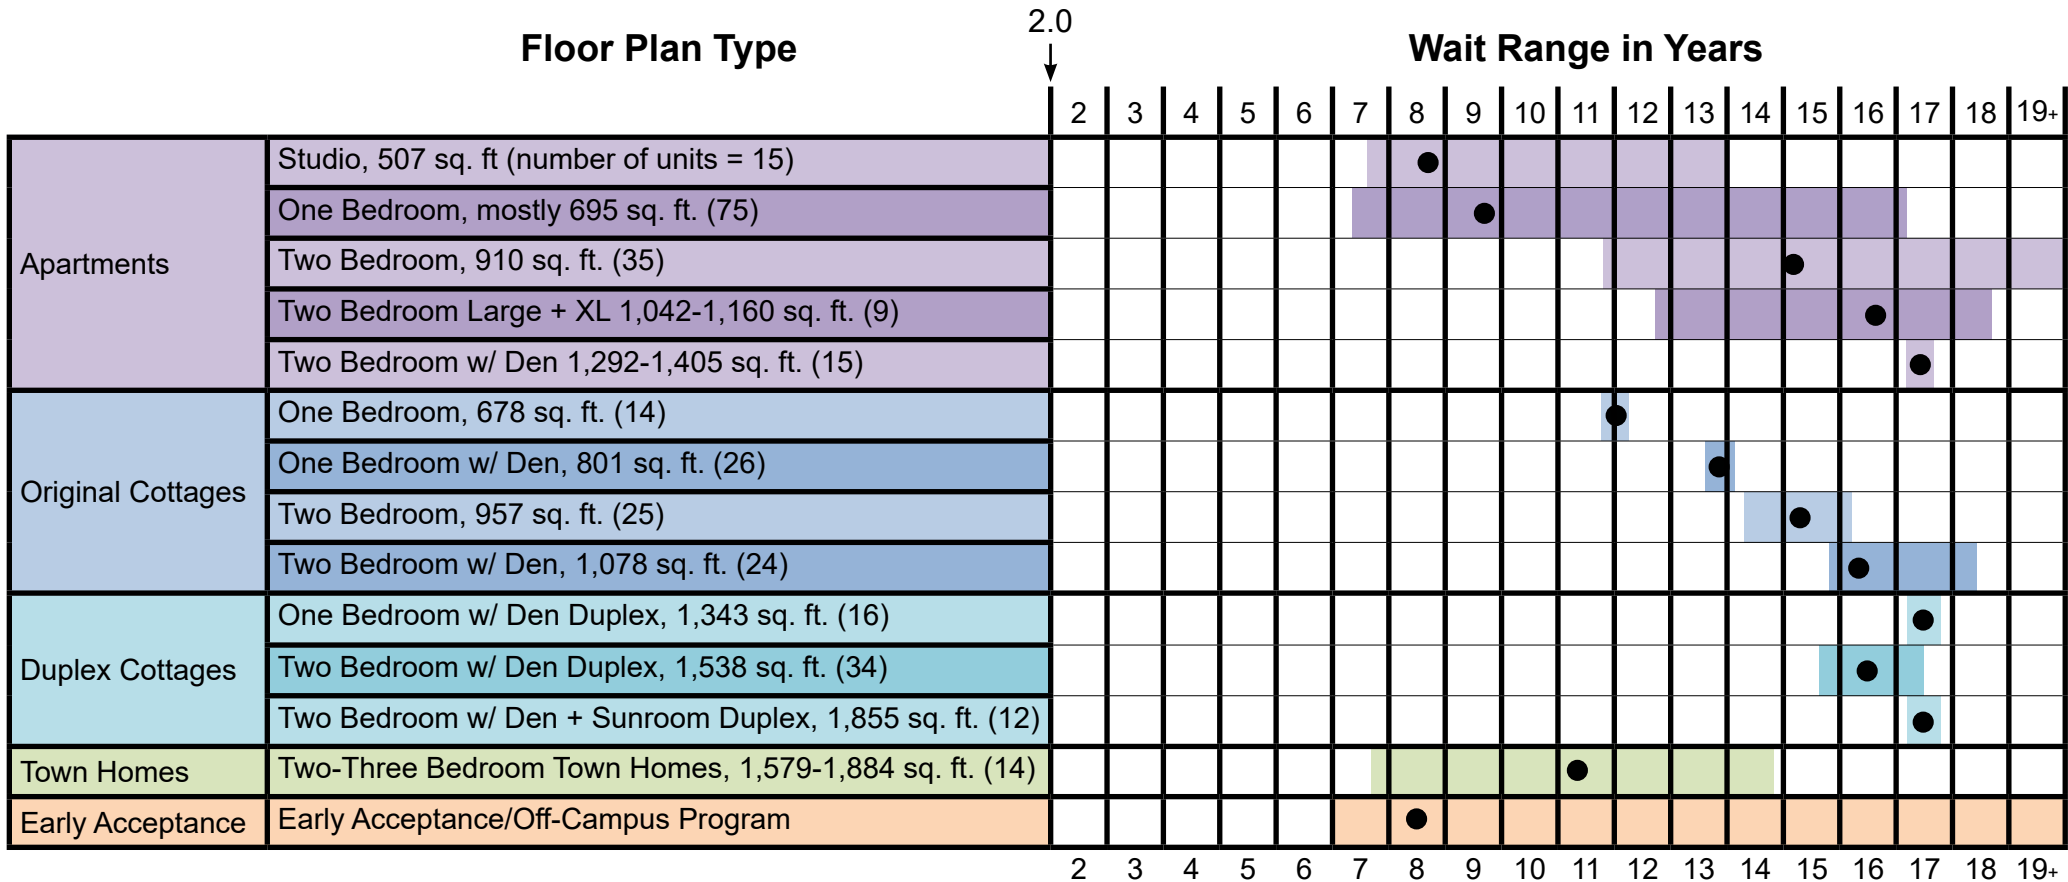 2.0
Floor Plan Type
Wait Range in Years
2 3 4 5 6 7 8 9 10 11 12 13 14 15 16 17 18 19+
Apartments
Studio, 507 sq. ft (number of units = 15)
One Bedroom, mostly 695 sq. ft. (75)
Two Bedroom, 910 sq. ft. (35)
Two Bedroom Large + XL 1,042-1,160 sq. ft. (9)
Two Bedroom w/ Den 1,292-1,405 sq. ft. (15)
Original Cottages
One Bedroom, 678 sq. ft. (14)
One Bedroom w/ Den, 801 sq. ft. (26)
Two Bedroom, 957 sq. ft. (25)
Two Bedroom w/ Den, 1,078 sq. ft. (24)
Duplex Cottages
One Bedroom w/ Den Duplex, 1,343 sq. ft. (16)
Two Bedroom w/ Den Duplex, 1,538 sq. ft. (34)
Two Bedroom w/ Den + Sunroom Duplex, 1,855 sq. ft. (12)
Town Homes
Two-Three Bedroom Town Homes, 1,579-1,884 sq. ft. (14)
Early Acceptance
Early Acceptance/Off-Campus Program
2 3 4 5 6 7 8 9 10 11 12 13 14 15 16 17 18 19+